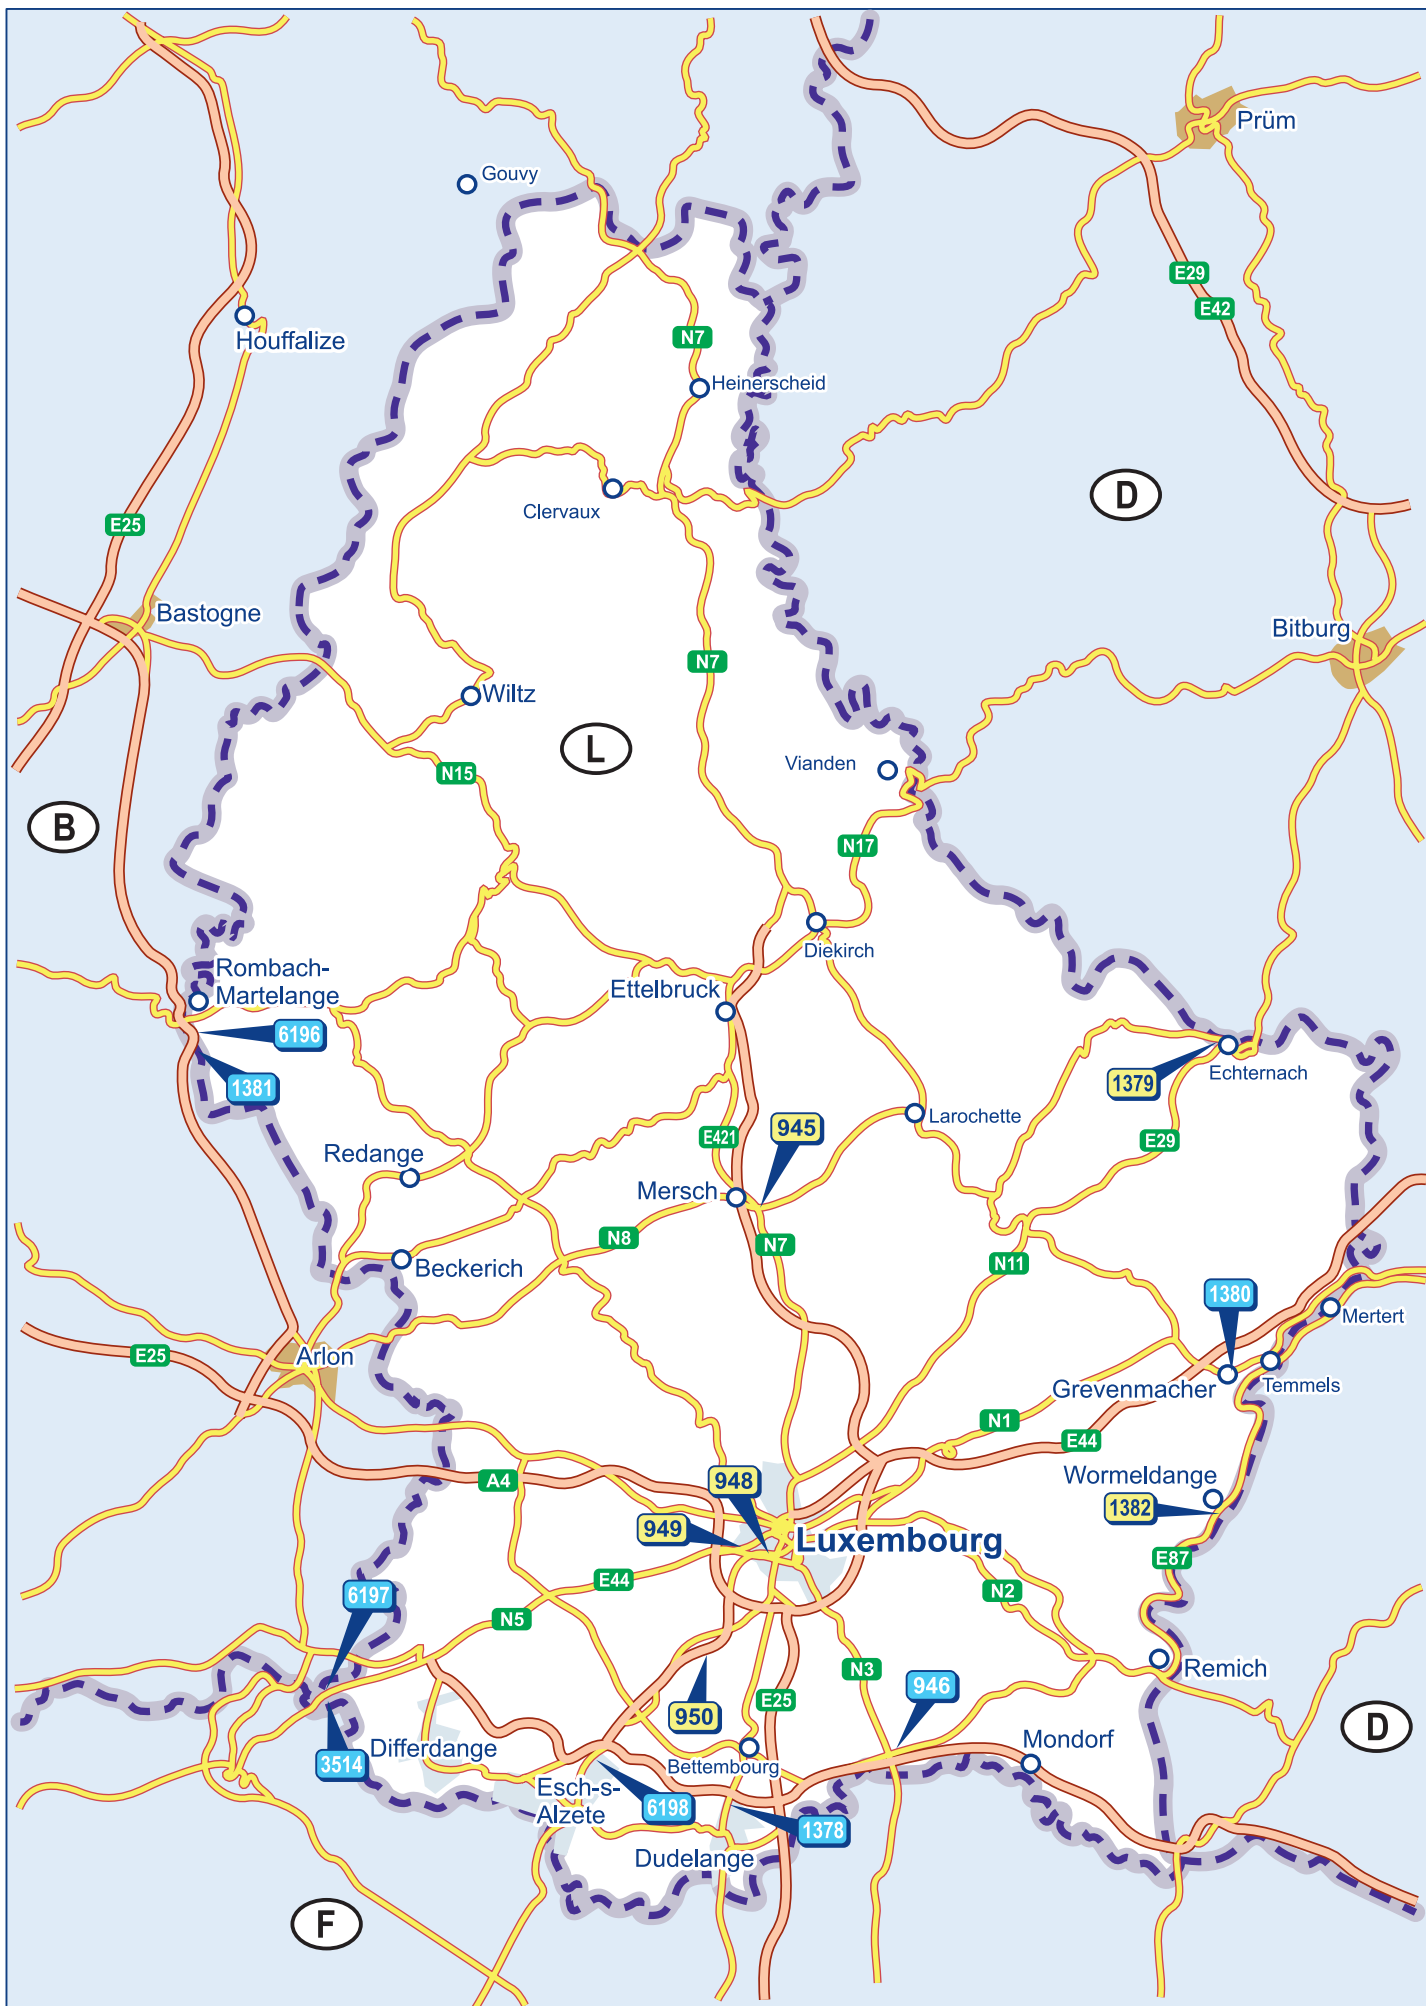 Prüm
Gouvy
E29
E42
Houffalize
N7
Heinerscheid
D
Clervaux
E25
Bastogne
Bitburg
N7
Wiltz
L
Vianden
N15
B
N17
Diekirch
Rombach-
Martelange
Ettelbruck
6196
1381
1379
Echternach
945
Larochette
E421
E29
Redange
Mersch
N8
N7
Beckerich
N11
1380
Mertert
E25
Arlon
Grevenmacher
Temmels
N1
E44
Wormeldange
A4
948
1382
949
Luxembourg
E87
E44
N2
6197
N5
Remich
N3
946
E25
950
D
Mondorf
Differdange
3514
Bettembourg
Esch-s-
Alzete
6198
1378
Dudelange
F